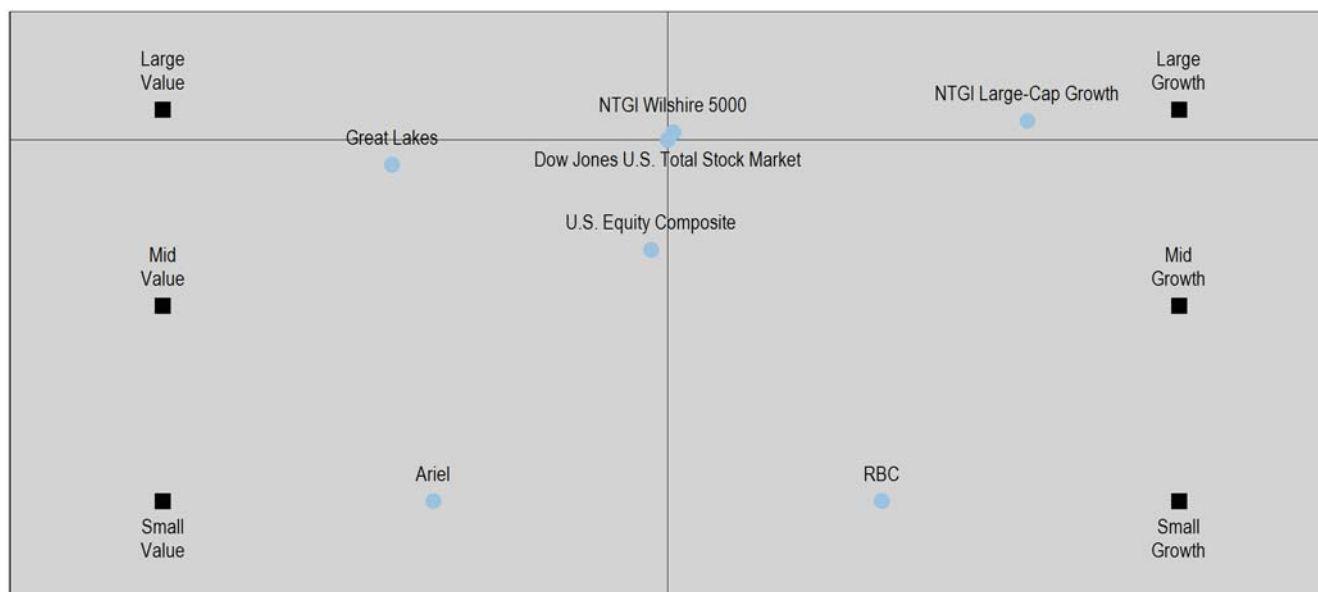 Large
Value
Large
Growth
NTGI Large-Cap Growth
NTGI Wilshire 5000
Great Lakes
Dow Jones U.S. Total Stock Market
U.S. Equity Composite
Mid
Value
Mid
Growth
Ariel
RBC
Small
Value
Small
Growth